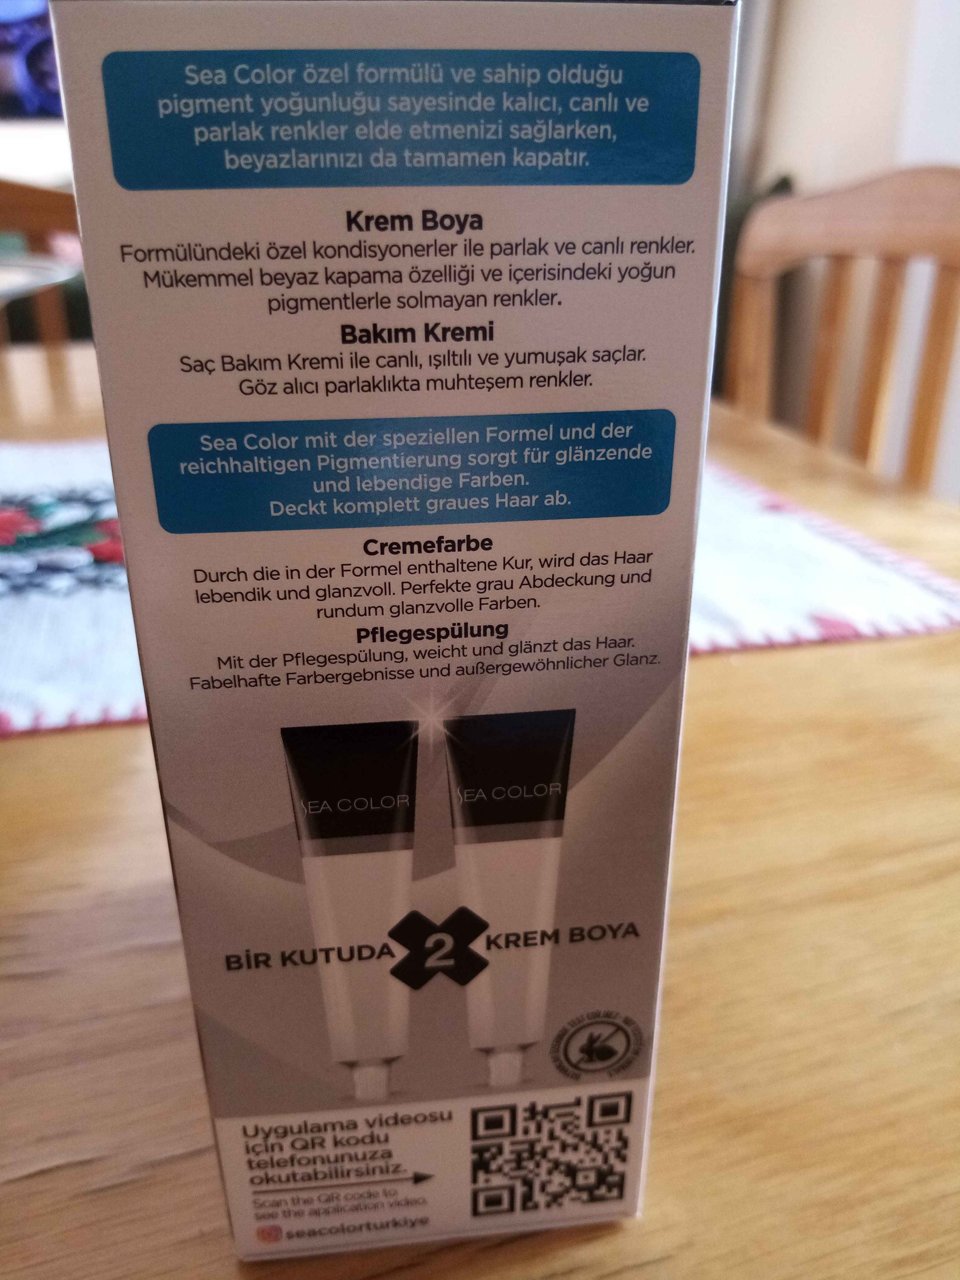 Sea Color özel formülü ve sahip olduğu
pigment yoğunluğu sayesinde kalıcı, canlı ve
parlak renkler elde etmenizi sağlarken,
beyazlarınızı da tamamen kapatır.
Krem Boya
Formülündeki özel kondisyonerler ile parlak ve canlı renkler.
Mükemmel beyaz kapama özelliği ve içerisindeki yoğun
pigmentlerle solmayan renkler.
Bakım Kremi
Saç Bakım Kremi ile canlı, ışıltılı ve yumuşak saçlar.
Göz alıcı parlaklıkta muhteşem renkler.
Sea Color mit der speziellen Formel und der
reichhaltigen Pigmentierung sorgt für glänzende
und lebendige Farben.
Deckt komplett graues Haar ab.
Cremefarbe
Durch die in der Formel enthaltene Kur, wird das Haar
lebendik und glanzvoll. Perfekte grau Abdeckung und
rundum glanzvolle Farben.
Pflegespülung
Mit der Pflegespülung, weicht und glänzt das Haar.
Fabelhafte Farbergebnisse und außergewöhnlicher Glanz.
SEA COLOR
SEA COLOR
BİR KUTUDA 2 KREM BOYA
Uygulama videosu
için QR kodu
telefonunuza
okutabilirsiniz.
Scan the QR code to
see the application video.
seacolorturkiye